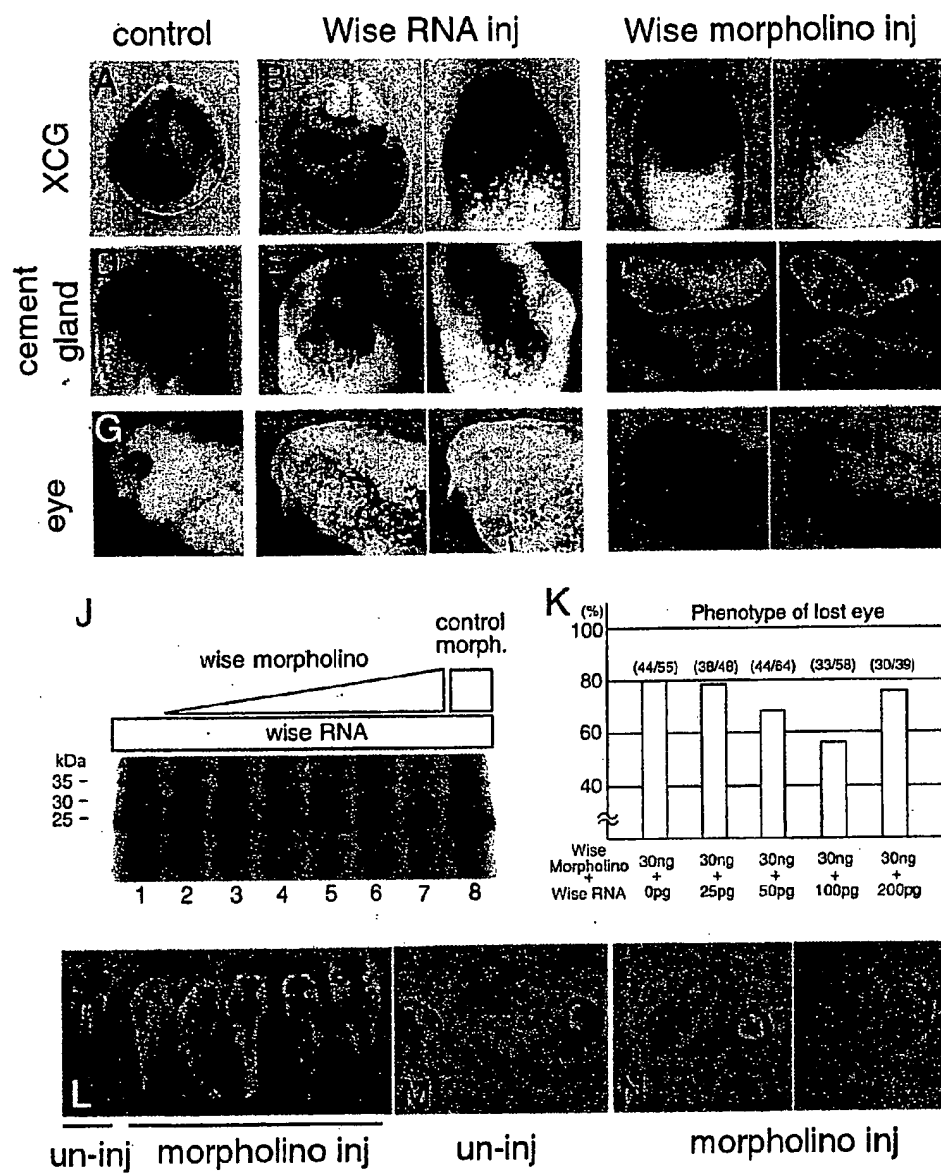 control Wise RNA inj Wise morpholino inj
A B
XCG
D E
cement gland
G
eye
J
wise morpholino
control morph.
wise RNA
kDa
35
30
25
1 2 3 4 5 6 7 8
K
(%) Phenotype of lost eye
100
80
60
40
(44/55) (38/48) (44/64) (33/58) (30/39)
Wise Morpholino + Wise RNA
30ng + 0pg
30ng + 25pg
30ng + 50pg
30ng + 100pg
30ng + 200pg
L M N
un-inj morpholino inj un-inj morpholino inj